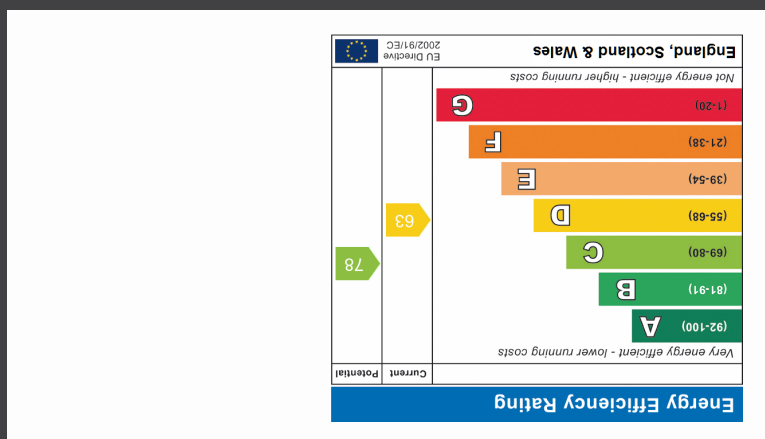 Energy Efficiency Rating
Current Potential
Very energy efficient - lower running costs
(92-100) A
(81-91) B
(69-80) C
78
(55-68) D
63
(39-54) E
(21-38) F
(1-20) G
Not energy efficient - higher running costs
England, Scotland & Wales
EU Directive
2002/91/EC